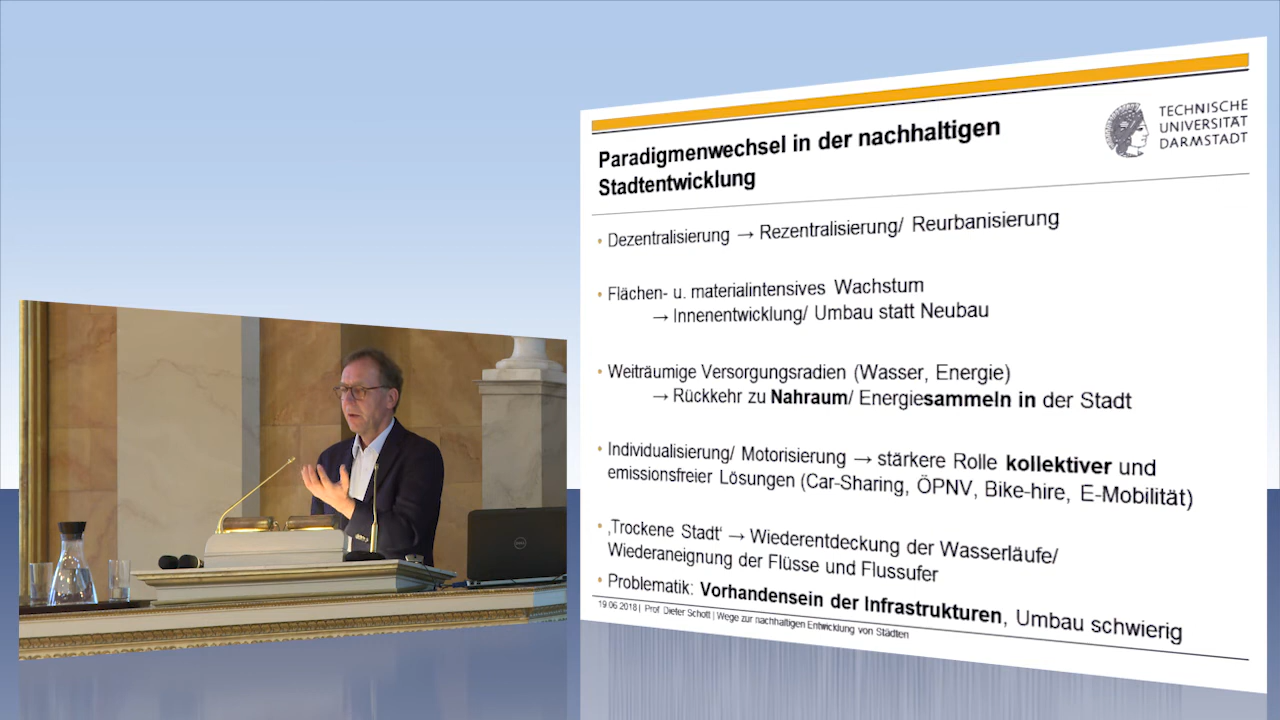 Paradigmenwechsel in der nachhaltigen
Stadtentwicklung
TECHNISCHE
UNIVERSITÄT
DARMSTADT
• Dezentralisierung → Rezentralisierung/ Reurbanisierung
• Flächen- u. materialintensives Wachstum
→ Innenentwicklung/ Umbau statt Neubau
• Weiträumige Versorgungsradien (Wasser, Energie)
→ Rückkehr zu Nahraum/ Energiesammeln in der Stadt
• Individualisierung/ Motorisierung → stärkere Rolle kollektiver und
emissionsfreier Lösungen (Car-Sharing, ÖPNV, Bike-hire, E-Mobilität)
• ‚Trockene Stadt‘ → Wiederentdeckung der Wasserläufe/
Wiederaneignung der Flüsse und Flussufer
• Problematik: Vorhandensein der Infrastrukturen, Umbau schwierig
19.06.2018 | Prof Dieter Schott | Wege zur nachhaltigen Entwicklung von Städten
DELL